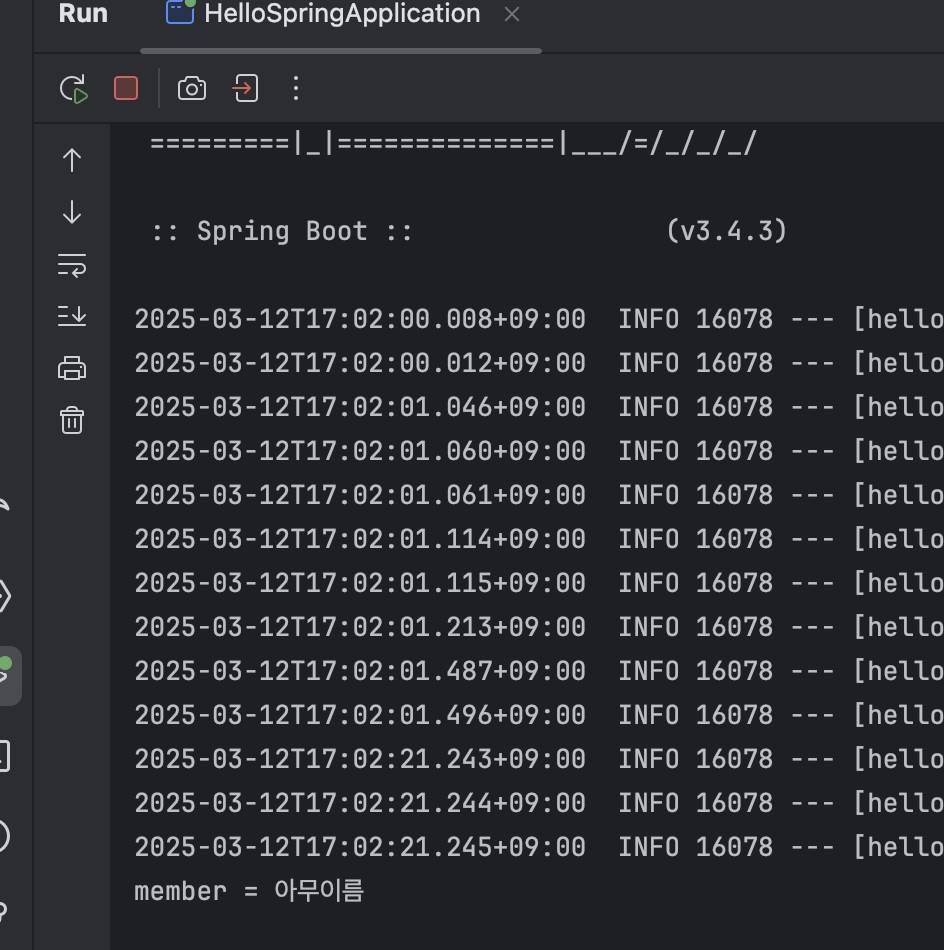 Run HelloSpringApplication
=========|_|==============|___/=/_/_/_/
:: Spring Boot :: (v3.4.3)
2025-03-12T17:02:00.008+09:00 INFO 16078 --- [hello
2025-03-12T17:02:00.012+09:00 INFO 16078 --- [hello
2025-03-12T17:02:01.046+09:00 INFO 16078 --- [hello
2025-03-12T17:02:01.060+09:00 INFO 16078 --- [hello
2025-03-12T17:02:01.061+09:00 INFO 16078 --- [hello
2025-03-12T17:02:01.114+09:00 INFO 16078 --- [hello
2025-03-12T17:02:01.115+09:00 INFO 16078 --- [hello
2025-03-12T17:02:01.213+09:00 INFO 16078 --- [hello
2025-03-12T17:02:01.487+09:00 INFO 16078 --- [hello
2025-03-12T17:02:01.496+09:00 INFO 16078 --- [hello
2025-03-12T17:02:21.243+09:00 INFO 16078 --- [hello
2025-03-12T17:02:21.244+09:00 INFO 16078 --- [hello
2025-03-12T17:02:21.245+09:00 INFO 16078 --- [hello
member = 아무이름